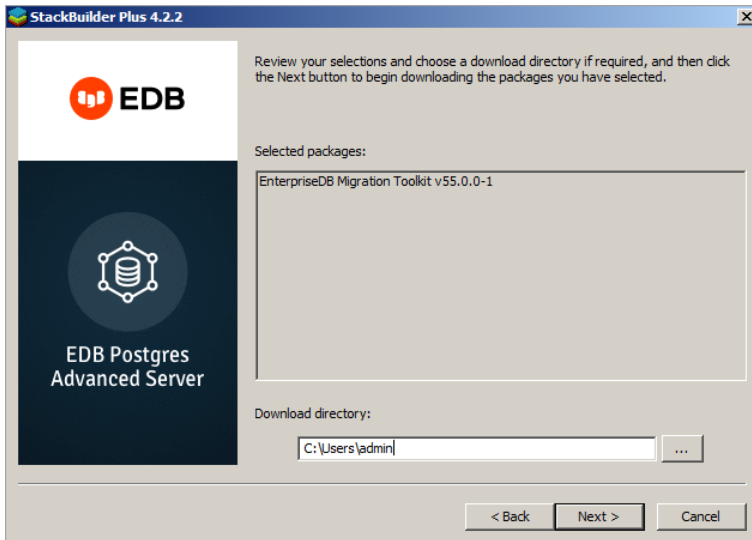 StackBuilder Plus 4.2.2
EDB
EDB Postgres
Advanced Server
Review your selections and choose a download directory if required, and then click
the Next button to begin downloading the packages you have selected.
Selected packages:
EnterpriseDB Migration Toolkit v55.0.0-1
Download directory:
C:\Users\admin
...
< Back
Next >
Cancel